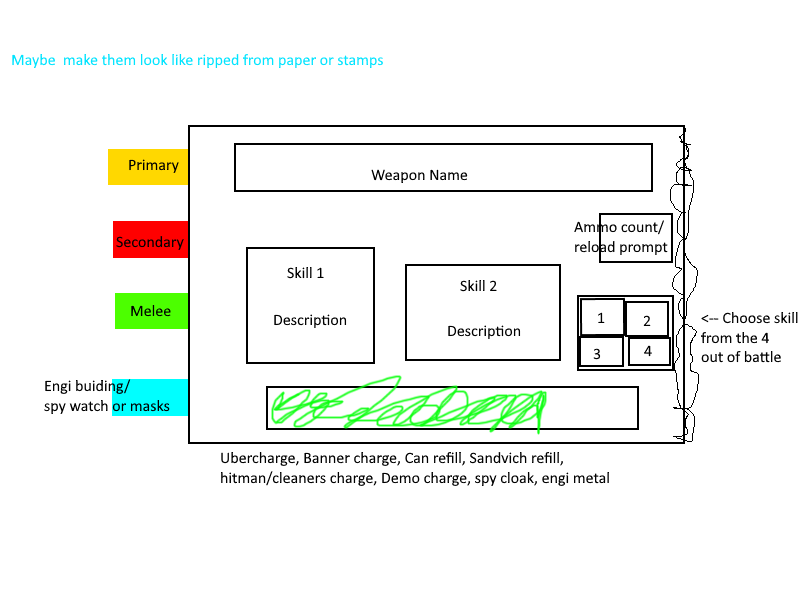 Maybe  make them look like ripped from paper or stamps
Primary
Weapon Name
Secondary
Ammo count/
reload prompt
Skill 1
Description
Skill 2
Description
Melee
1
2
3
4
<-- Choose skill
from the 4
out of battle
Engi buiding/
spy watch or masks
Ubercharge, Banner charge, Can refill, Sandvich refill,
hitman/cleaners charge, Demo charge, spy cloak, engi metal